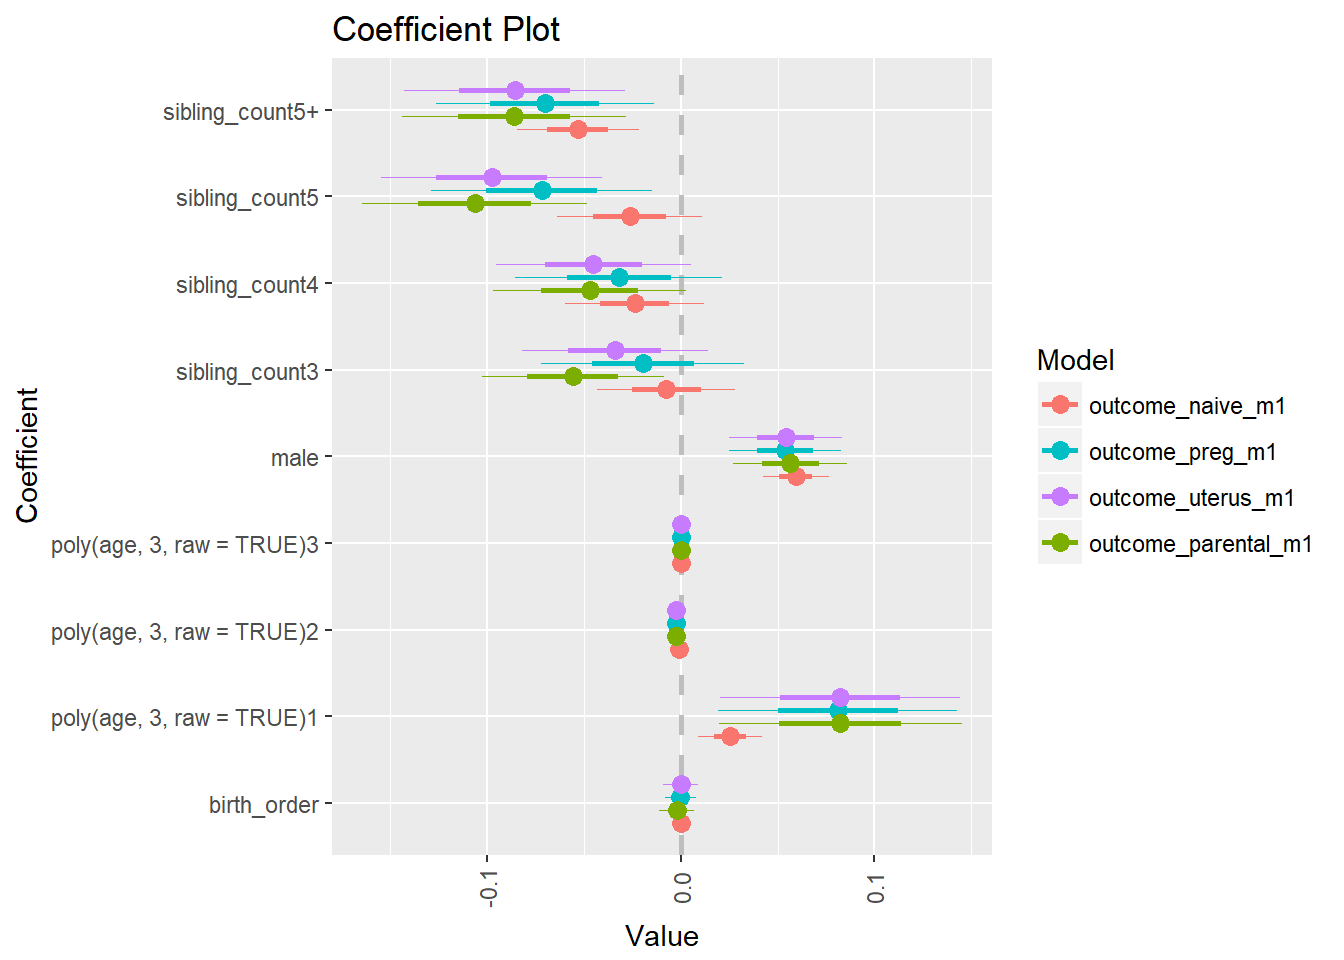 Coefficient Plot
sibling_count5+
sibling_count5
sibling_count4
sibling_count3
male
poly(age, 3, raw = TRUE)3
poly(age, 3, raw = TRUE)2
poly(age, 3, raw = TRUE)1
birth_order
Coefficient
-0.1
0.0
0.1
Value
Model
outcome_naive_m1
outcome_preg_m1
outcome_uterus_m1
outcome_parental_m1